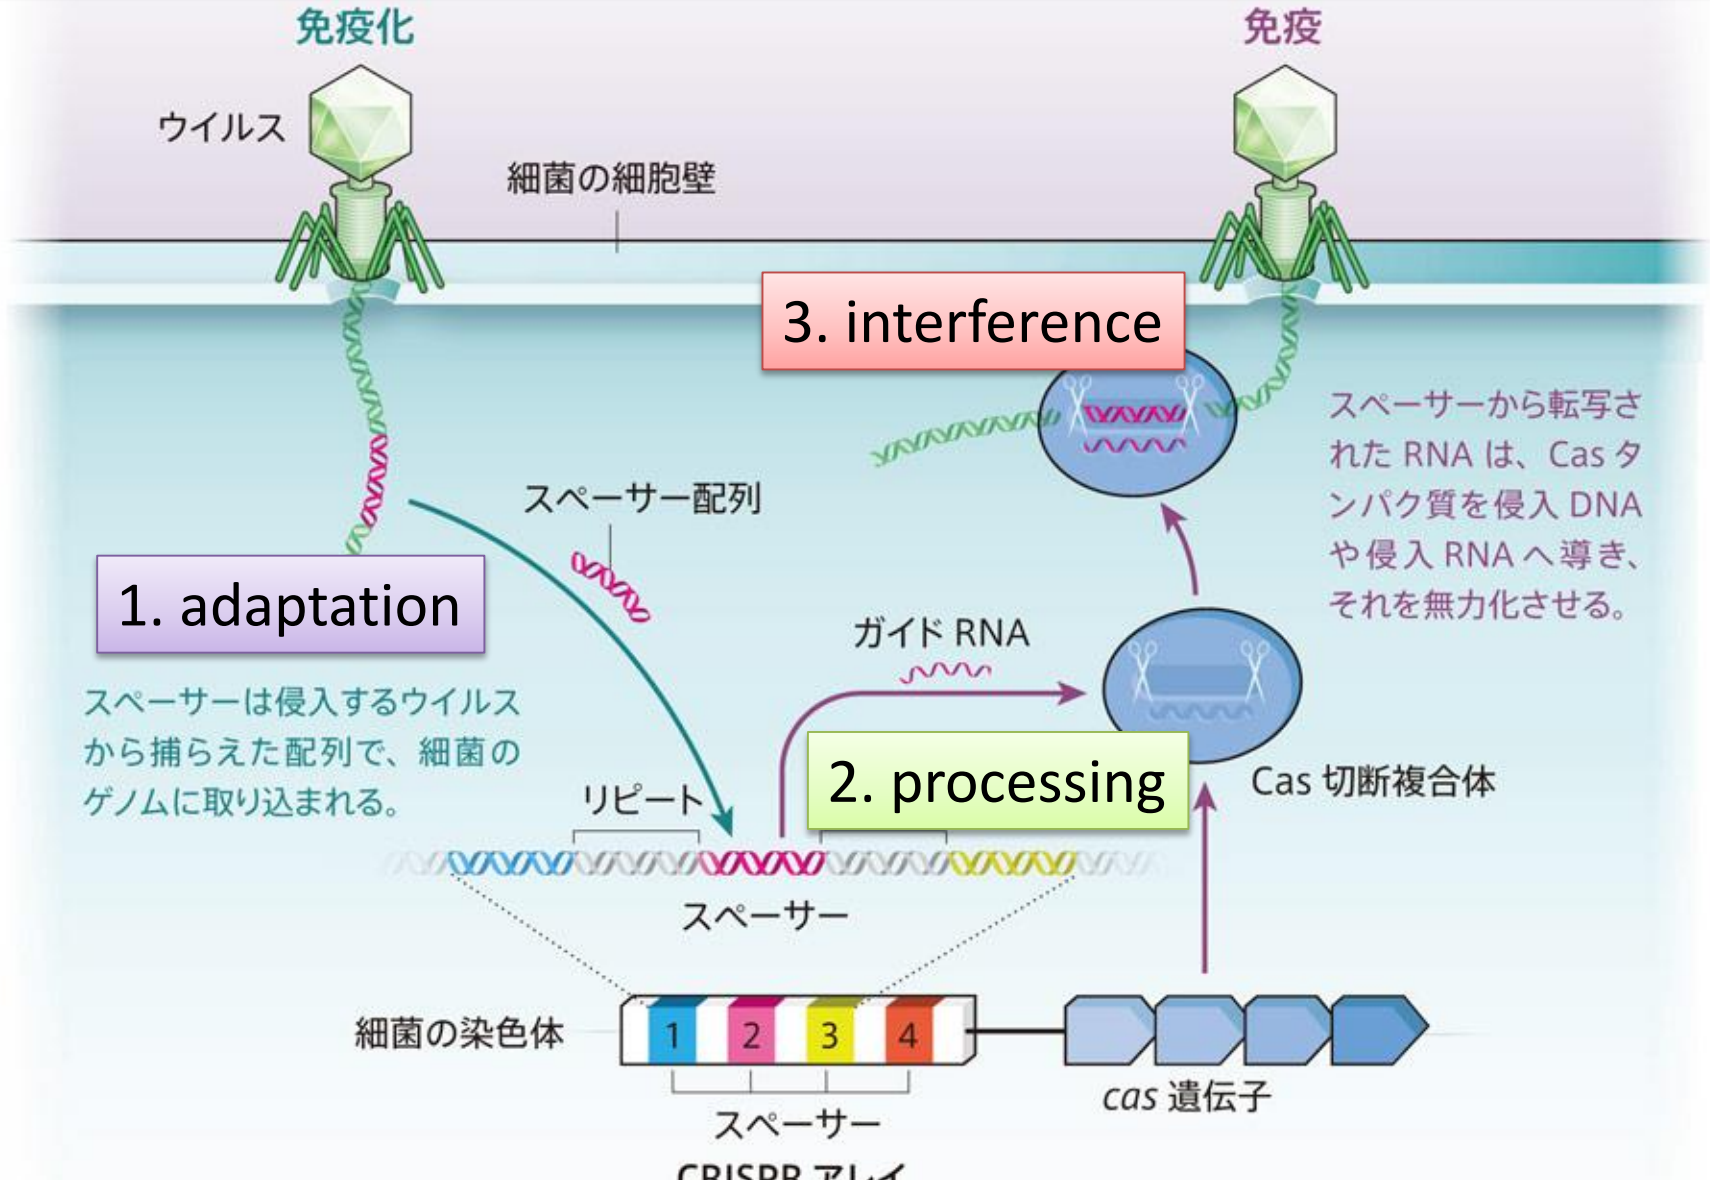 免疫化
免疫
ウイルス
細菌の細胞壁
3. interference
スペーサーから転写さ
れた RNA は、Cas タ
ンパク質を侵入 DNA
や侵入 RNA へ導き、
それを無力化させる。
スペーサー配列
1. adaptation
ガイド RNA
スペーサーは侵入するウイルス
から捕らえた配列で、細菌の
ゲノムに取り込まれる。
2. processing
Cas 切断複合体
リピート
スペーサー
細菌の染色体
1
2
3
4
cas 遺伝子
スペーサー
CRISPR アレイ